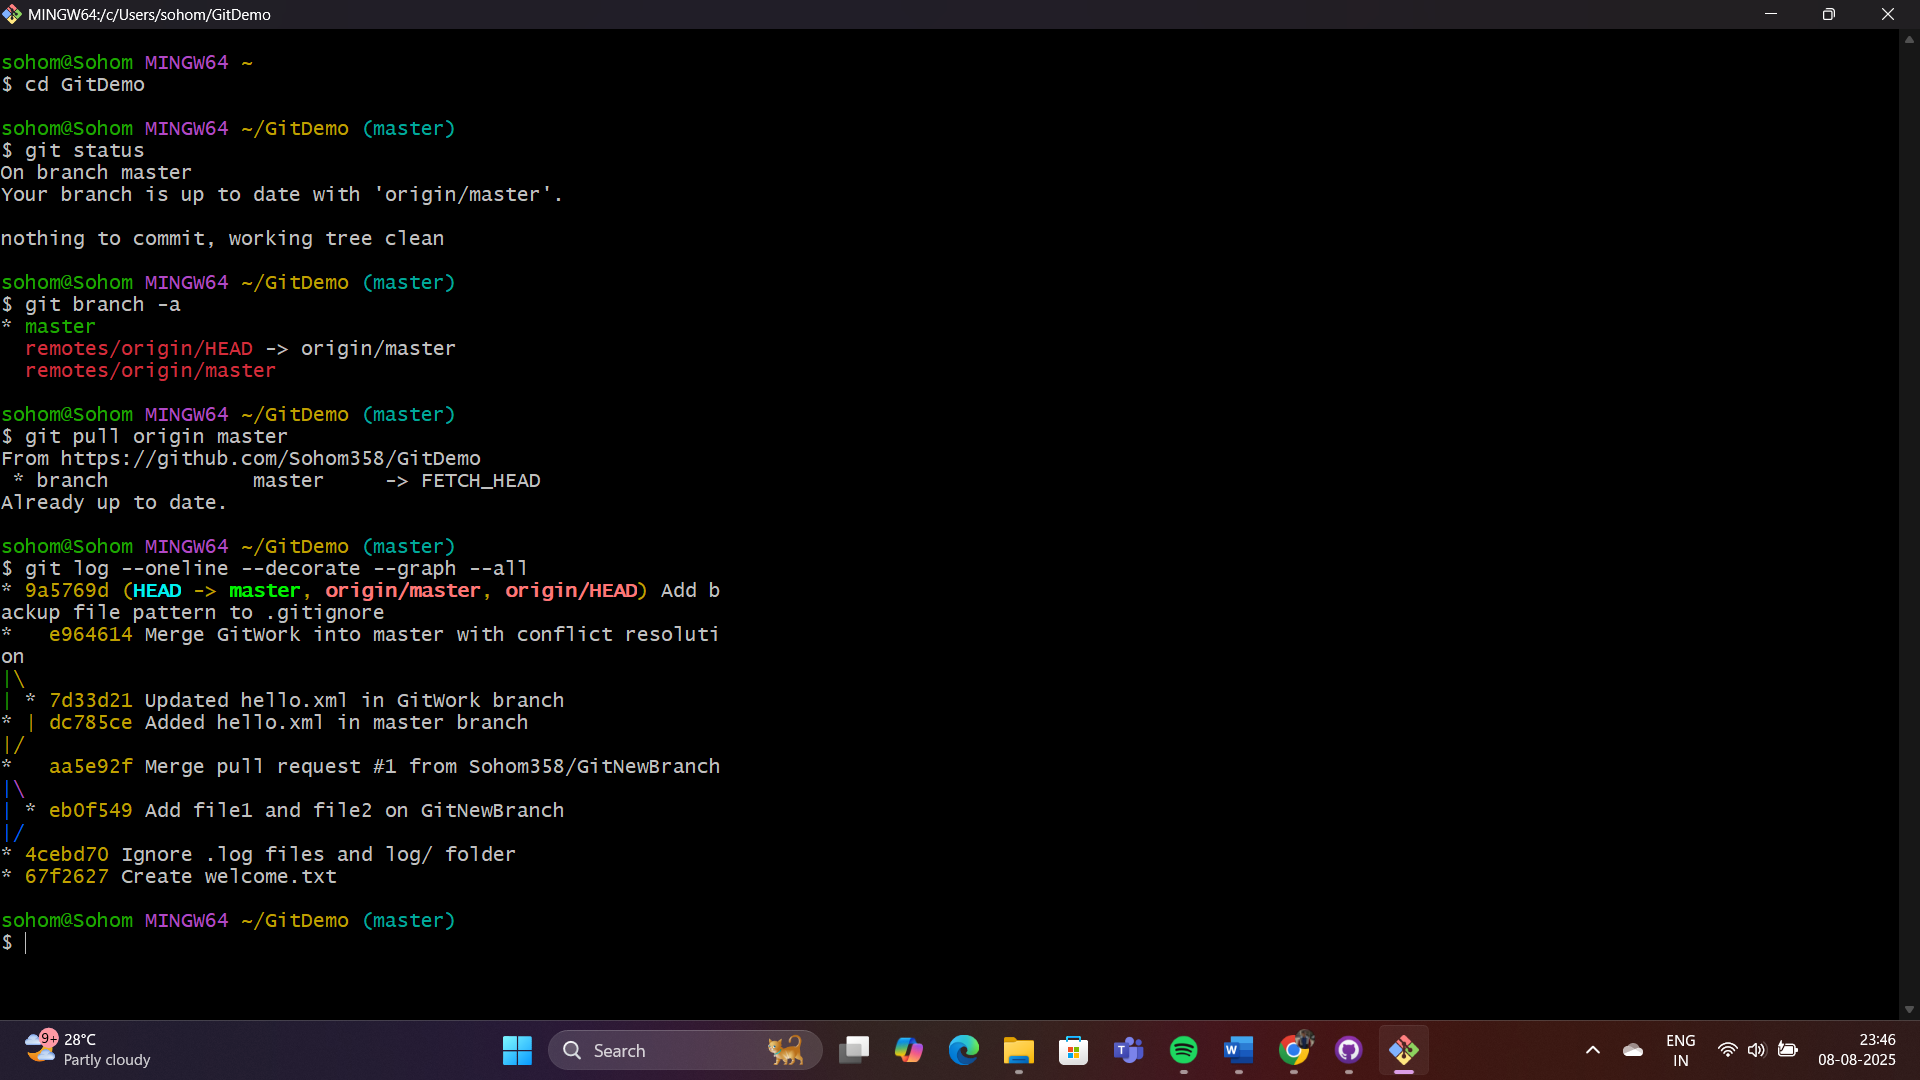 MINGW64:/c/Users/sohom/GitDemo
sohom@Sohom MINGW64 ~
$ cd GitDemo
sohom@Sohom MINGW64 ~/GitDemo (master)
$ git status
On branch master
Your branch is up to date with 'origin/master'.
nothing to commit, working tree clean
sohom@Sohom MINGW64 ~/GitDemo (master)
$ git branch -a
* master
  remotes/origin/HEAD -> origin/master
  remotes/origin/master
sohom@Sohom MINGW64 ~/GitDemo (master)
$ git pull origin master
From https://github.com/Sohom358/GitDemo
 * branch            master     -> FETCH_HEAD
Already up to date.
sohom@Sohom MINGW64 ~/GitDemo (master)
$ git log --oneline --decorate --graph --all
* 9a5769d (HEAD -> master, origin/master, origin/HEAD) Add b
ackup file pattern to .gitignore
*   e964614 Merge GitWork into master with conflict resoluti
on
|\
| * 7d33d21 Updated hello.xml in GitWork branch
* | dc785ce Added hello.xml in master branch
|/
*   aa5e92f Merge pull request #1 from Sohom358/GitNewBranch
|\
| * eb0f549 Add file1 and file2 on GitNewBranch
|/
* 4cebd70 Ignore .log files and log/ folder
* 67f2627 Create welcome.txt
sohom@Sohom MINGW64 ~/GitDemo (master)
$
9+
28°C
Partly cloudy
Search
ENG
IN
23:46
08-08-2025